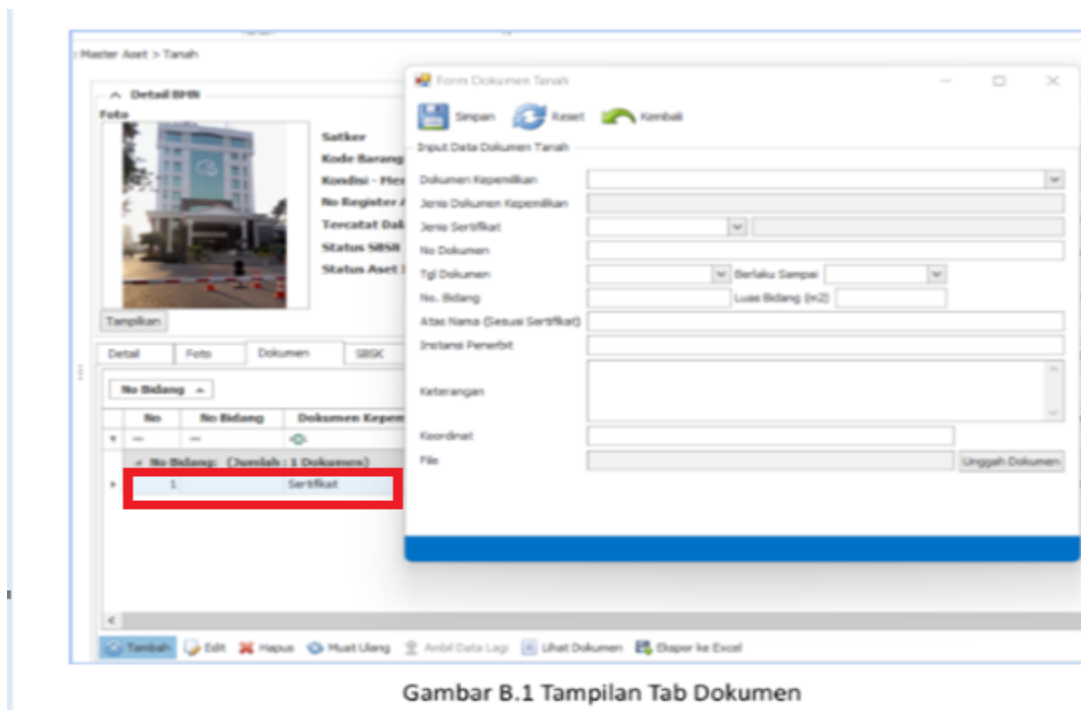 Master Aset > Tanah
Form Dokumen Tanah
Detail BMN
Foto
Simpan Reset Kembali
Satker
Input Data Dokumen Tanah
Kode Barang
Kondisi - Mer
Dokumen Kepemilikan
No Register
Jenis Dokumen Kepemilikan
Tercatat Dal
Jenis Sertifikat
Status SBSN
No Dokumen
Status Aset
Tgl Dokumen Berlaku Sampai
No. Bidang Luas Bidang (m2)
Tampilkan
Atas Nama (Sesuai Sertifikat)
Instansi Penerbit
Detail Foto Dokumen SBSK
No Bidang
Keterangan
No No Bidang Dokumen Kepem
Koordinat
No Bidang: (Jumlah : 1 Dokumen)
File Unggah Dokumen
1 Sertifikat
Tambah Edit Hapus Muat Ulang Ambil Data Lagi Lihat Dokumen Ekspor ke Excel
Gambar B.1 Tampilan Tab Dokumen